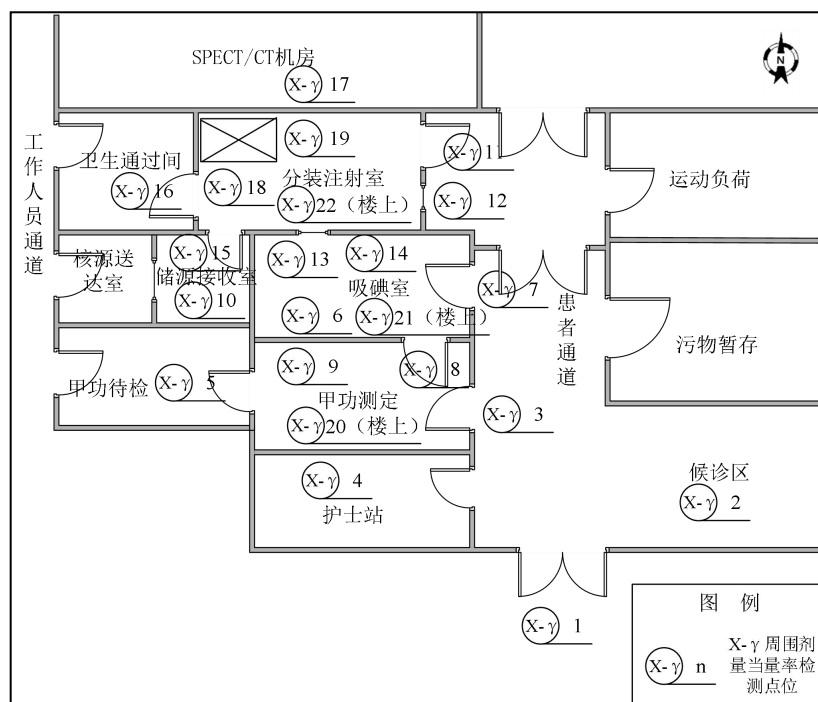 N
SPECT/CT机房
X-γ 17
工作人员通道
卫生通过间
X-γ 16
X-γ 18
X-γ 19
分装注射室
X-γ 22（楼上）
X-γ 11
X-γ 12
运动负荷
核源送
达室
X-γ 15
储源接收室
X-γ 10
X-γ 13
X-γ 14
吸碘室
X-γ 6
X-γ 21（楼上）
X-γ 7
患者通道
污物暂存
甲功待检
X-γ 5
X-γ 9
X-γ 8
甲功测定
X-γ 20（楼上）
X-γ 3
X-γ 4
护士站
候诊区
X-γ 2
X-γ 1
图 例
X-γ n
X-γ 周围剂
量当量率检
测点位